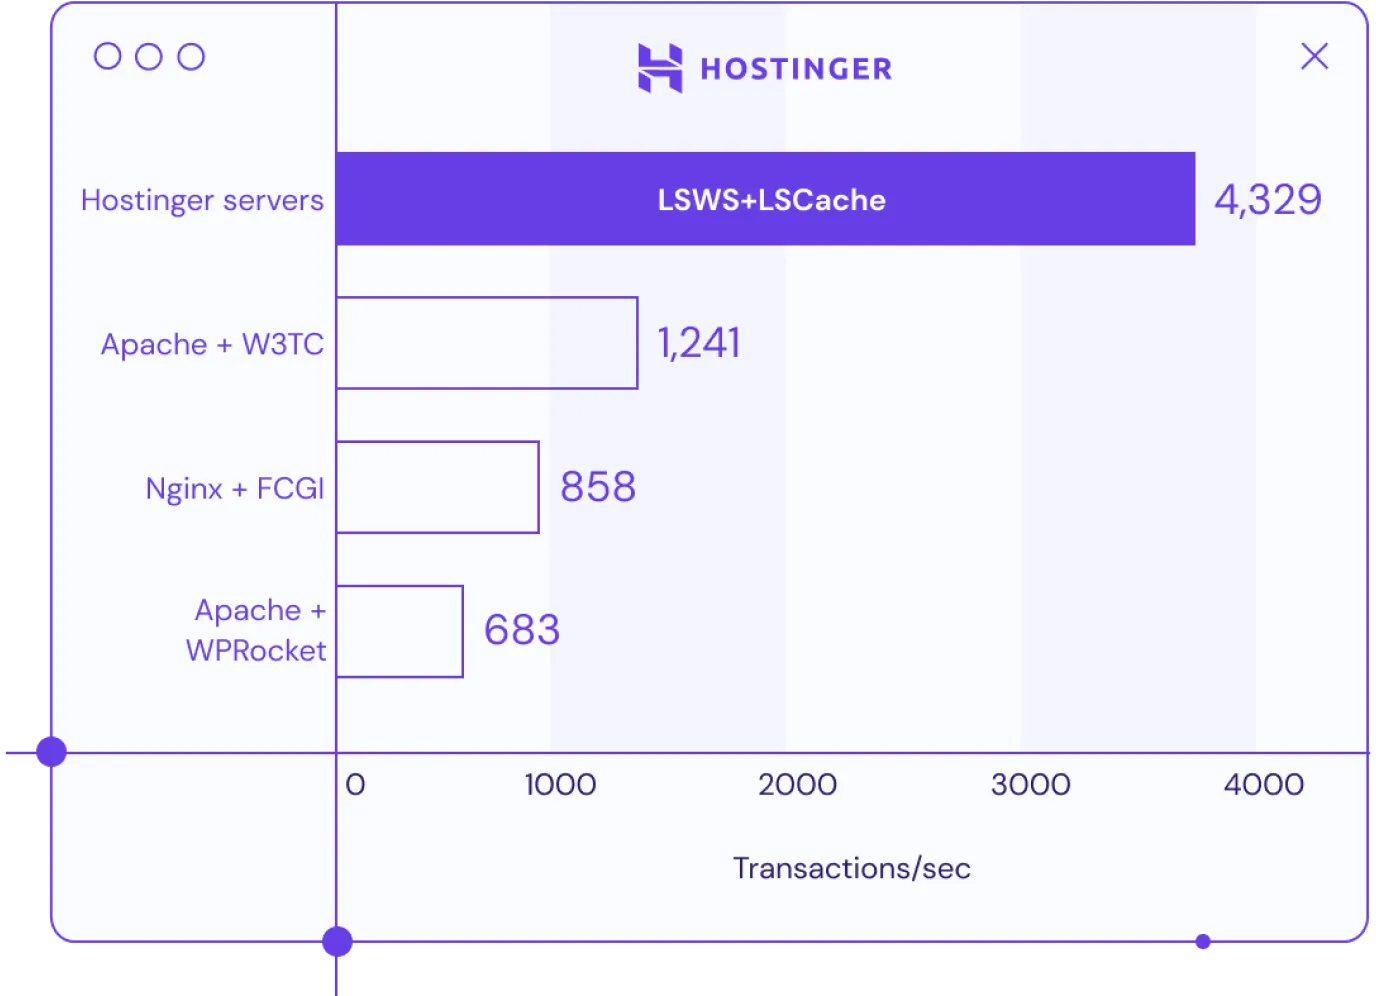 HOSTINGER
Hostinger servers
LSWS+LSCache
4,329
Apache + W3TC
1,241
Nginx + FCGI
858
Apache +
WPRocket
683
0 1000 2000 3000 4000
Transactions/sec